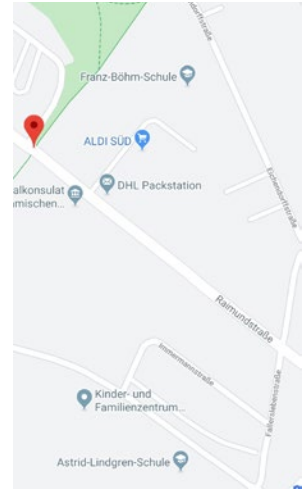 Franz-Böhm-Schule
ALDI SÜD
alkonsulat
amischen...
DHL Packstation
Eichendorffstraße
Raimundstraße
Immermannstraße
Fallerslebenstraße
Kinder- und
Familienzentrum...
Astrid-Lindgren-Schule